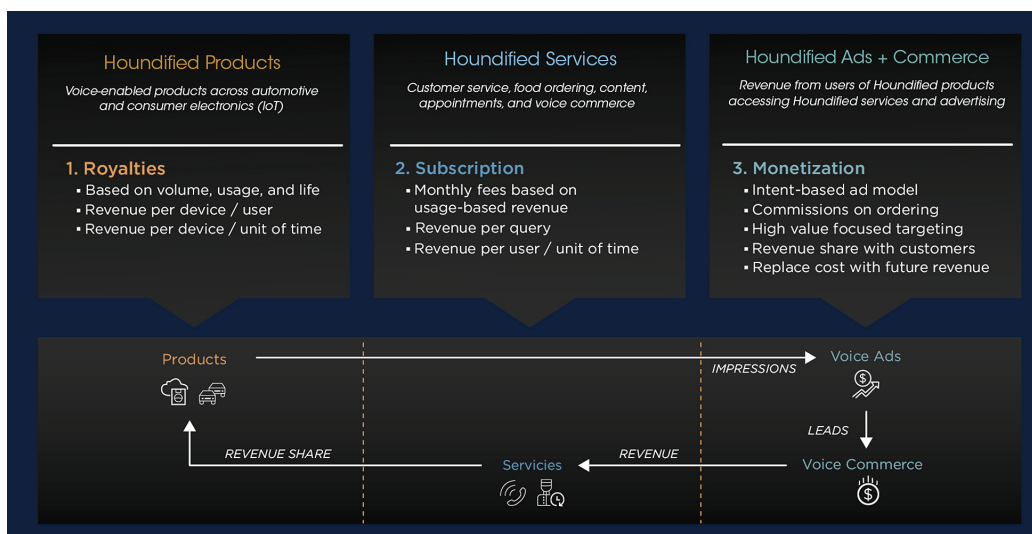 Houndified Products
Voice-enabled products across automotive
and consumer electronics (IoT)
1. Royalties
▪ Based on volume, usage, and life
▪ Revenue per device / user
▪ Revenue per device / unit of time
Houndified Services
Customer service, food ordering, content,
appointments, and voice commerce
2. Subscription
▪ Monthly fees based on
usage-based revenue
▪ Revenue per query
▪ Revenue per user / unit of time
Houndified Ads + Commerce
Revenue from users of Houndified products
accessing Houndified services and advertising
3. Monetization
▪ Intent-based ad model
▪ Commissions on ordering
▪ High value focused targeting
▪ Revenue share with customers
▪ Replace cost with future revenue
Products
IMPRESSIONS
Voice Ads
LEADS
Voice Commerce
REVENUE
Servicies
REVENUE SHARE